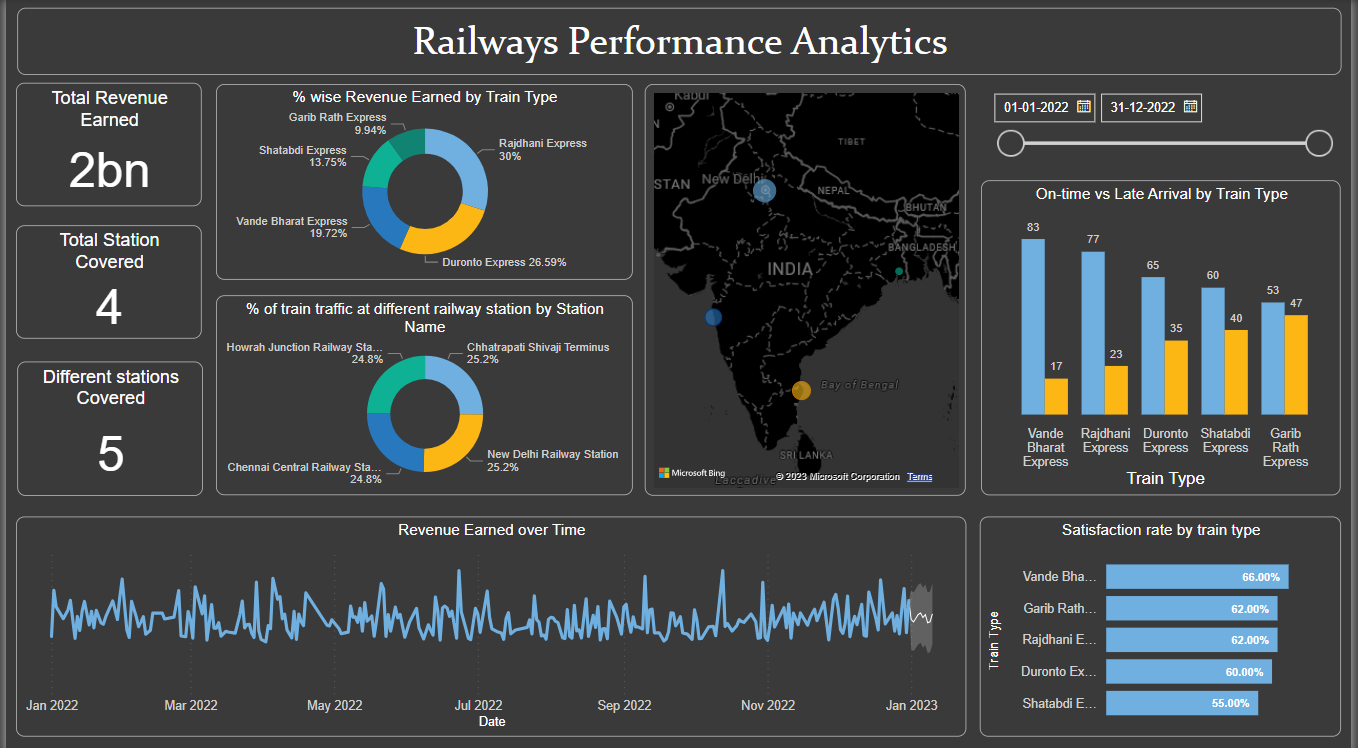 Railways Performance Analytics
Total Revenue
Earned
2bn
Total Station
Covered
4
Different stations
Covered
5
% wise Revenue Earned by Train Type
Garib Rath Express
9.94%
Rajdhani Express
30%
Shatabdi Express
13.75%
Vande Bharat Express
19.72%
Duronto Express 26.59%
% of train traffic at different railway station by Station
Name
Howrah Junction Railway Sta...
24.8%
Chhatrapati Shivaji Terminus
25.2%
New Delhi Railway Station
25.2%
Chennai Central Railway Sta...
24.8%
Kabul
TIBET
STAN
New Delhi
NEPAL
BHUTAN
BANGLADESH
INDIA
Bay of Bengal
SRI LANKA
Microsoft Bing
Laccadive
© 2023 Microsoft Corporation Terms
01-01-2022
31-12-2022
On-time vs Late Arrival by Train Type
83
77
65
60
53
47
40
35
23
17
Vande
Bharat
Express
Rajdhani
Express
Duronto
Express
Shatabdi
Express
Garib
Rath
Express
Train Type
Revenue Earned over Time
Jan 2022
Mar 2022
May 2022
Jul 2022
Sep 2022
Nov 2022
Jan 2023
Date
Satisfaction rate by train type
Train Type
Vande Bha... 66.00%
Garib Rath... 62.00%
Rajdhani E... 62.00%
Duronto Ex... 60.00%
Shatabdi E... 55.00%